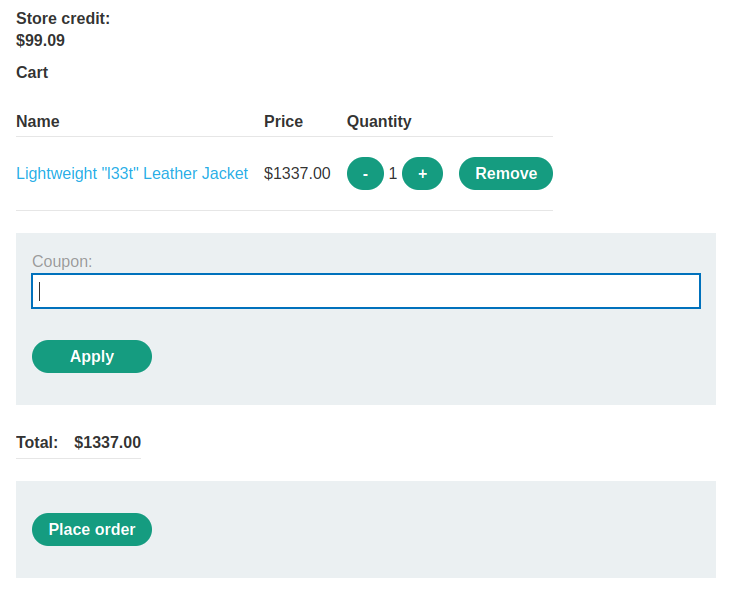 Store credit:
$99.09
Cart
Name Price Quantity
Lightweight "l33t" Leather Jacket $1337.00 - 1 + Remove
Coupon:
Apply
Total: $1337.00
Place order